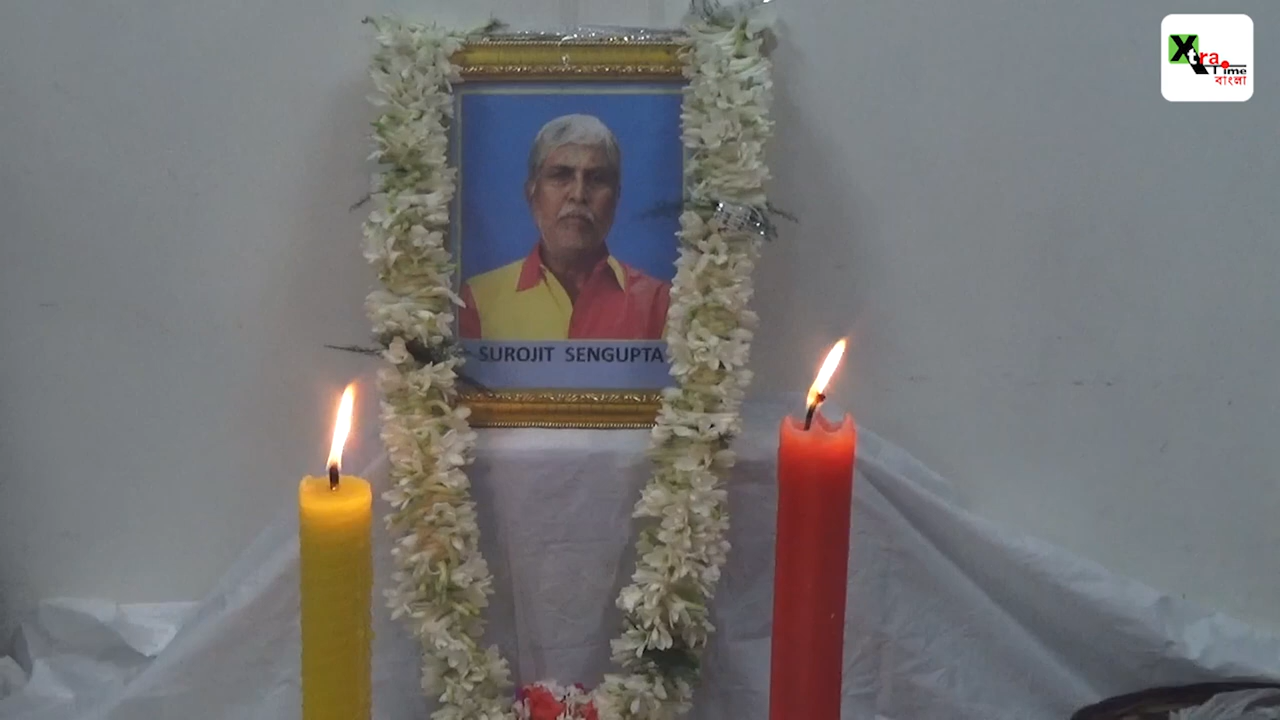 Xtra
Time
বাংলা
SUROJIT SENGUPTA